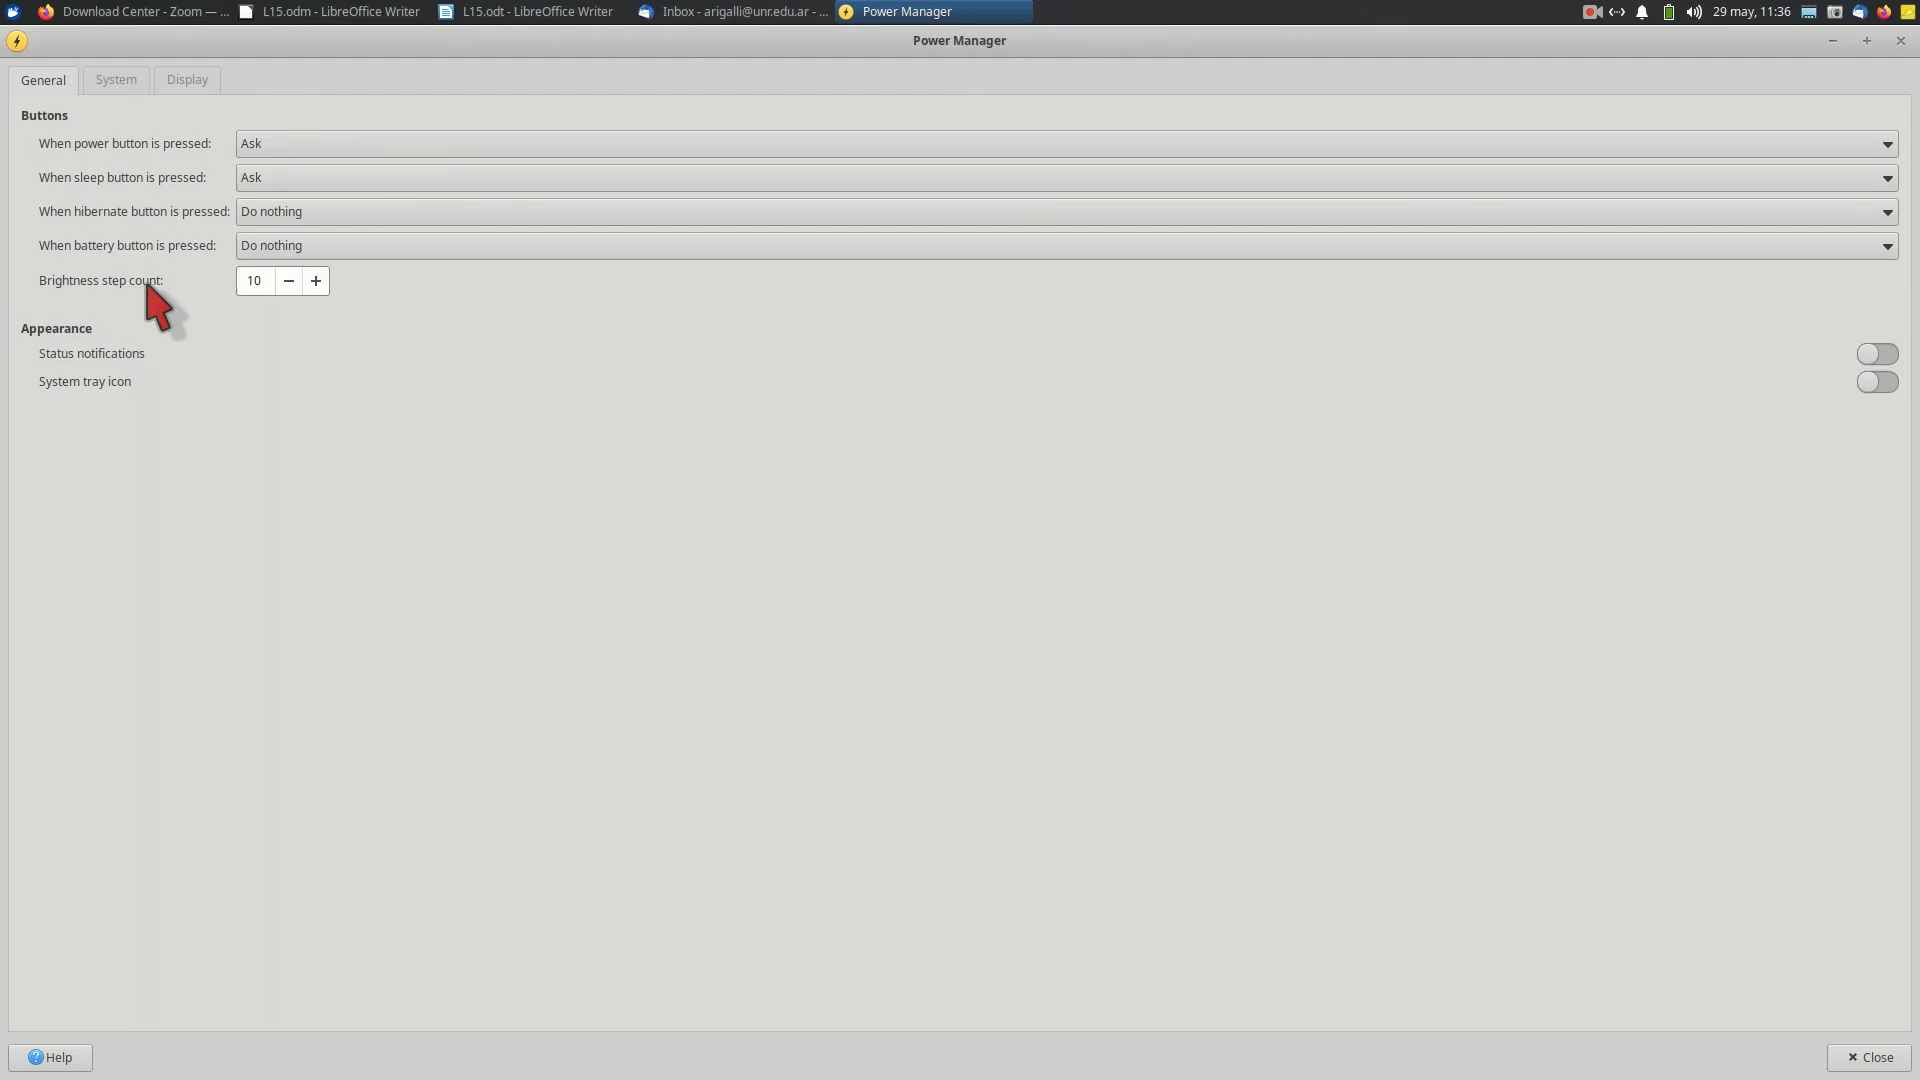 Download Center - Zoom — ... L15.odm - LibreOffice Writer L15.odt - LibreOffice Writer Inbox - arigalli@unr.edu.ar - ... Power Manager 29 may, 11:36
Power Manager
General System Display
Buttons
When power button is pressed: Ask
When sleep button is pressed: Ask
When hibernate button is pressed: Do nothing
When battery button is pressed: Do nothing
Brightness step count: 10
Appearance
Status notifications
System tray icon
Help Close